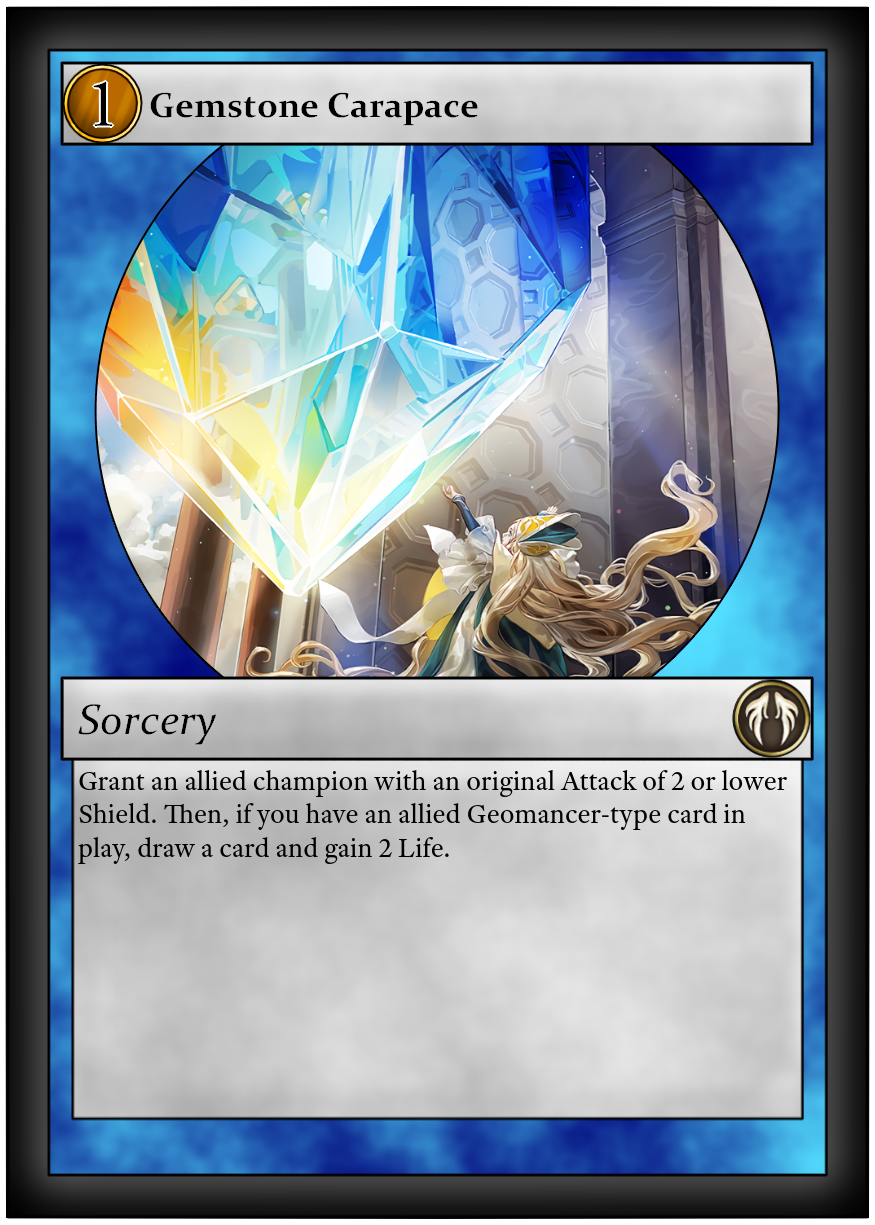 1 Gemstone Carapace
Sorcery
Grant an allied champion with an original Attack of 2 or lower
Shield. Then, if you have an allied Geomancer-type card in
play, draw a card and gain 2 Life.